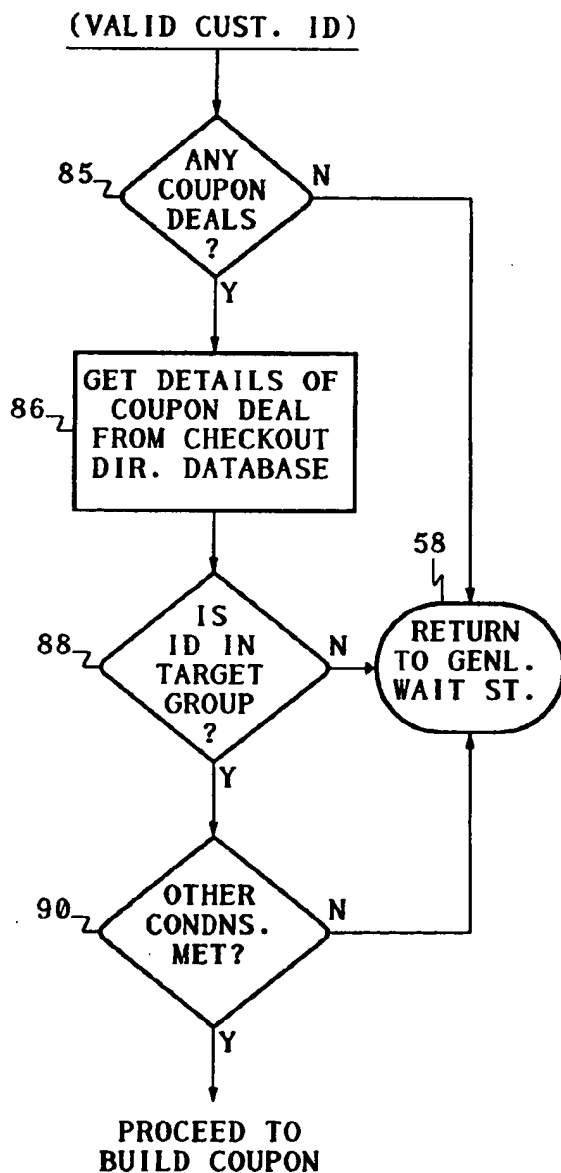 (VALID CUST. ID)
85
ANY
COUPON
DEALS
?
N
Y
86
GET DETAILS OF
COUPON DEAL
FROM CHECKOUT
DIR. DATABASE
58
RETURN
TO GENL.
WAIT ST.
88
IS
ID IN
TARGET
GROUP
?
N
Y
90
OTHER
CONDNS.
MET?
N
Y
PROCEED TO
BUILD COUPON